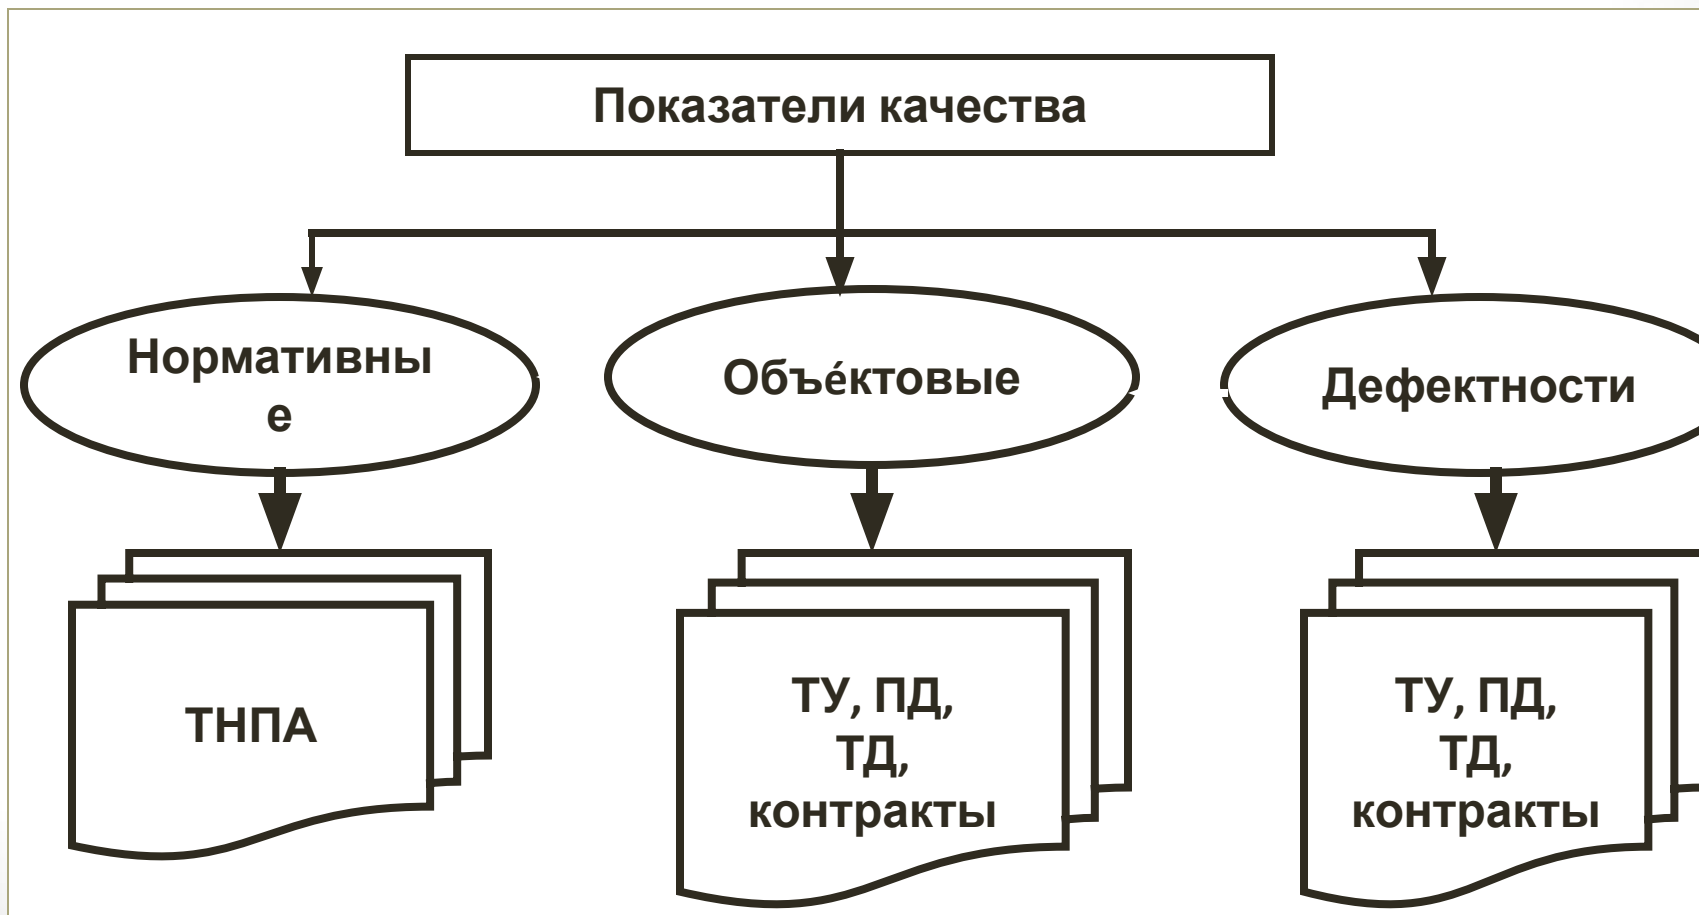 Показатели качества
Нормативны
е
Объéктовые
Дефектности
ТНПА
ТУ, ПД,
ТД,
контракты
ТУ, ПД,
ТД,
контракты